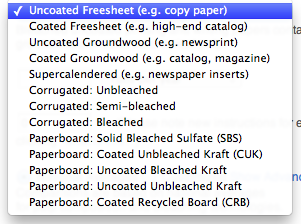 ✓ Uncoated Freesheet (e.g. copy paper)
Coated Freesheet (e.g. high-end catalog)
Uncoated Groundwood (e.g. newsprint)
Coated Groundwood (e.g. catalog, magazine)
Supercalendered (e.g. newspaper inserts)
Corrugated: Unbleached
Corrugated: Semi-bleached
Corrugated: Bleached
Paperboard: Solid Bleached Sulfate (SBS)
Paperboard: Coated Unbleached Kraft (CUK)
Paperboard: Uncoated Bleached Kraft
Paperboard: Uncoated Unbleached Kraft
Paperboard: Coated Recycled Board (CRB)